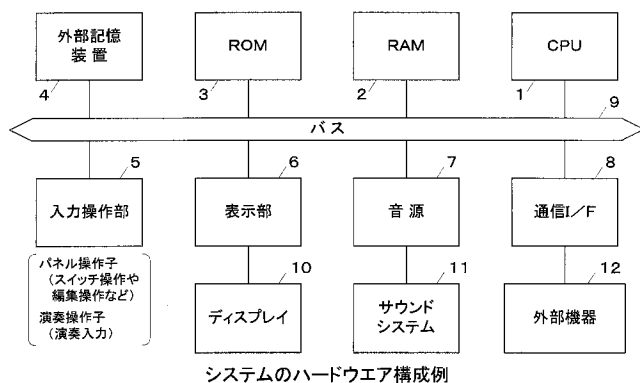 外部記憶
装置
ROM
RAM
CPU
4
3
2
1
9
バス
5
6
7
8
入力操作部
表示部
音源
通信I/F
パネル操作子
(スイッチ操作や
編集操作など)
演奏操作子
(演奏入力)
10
11
12
ディスプレイ
サウンド
システム
外部機器
システムのハードウエア構成例